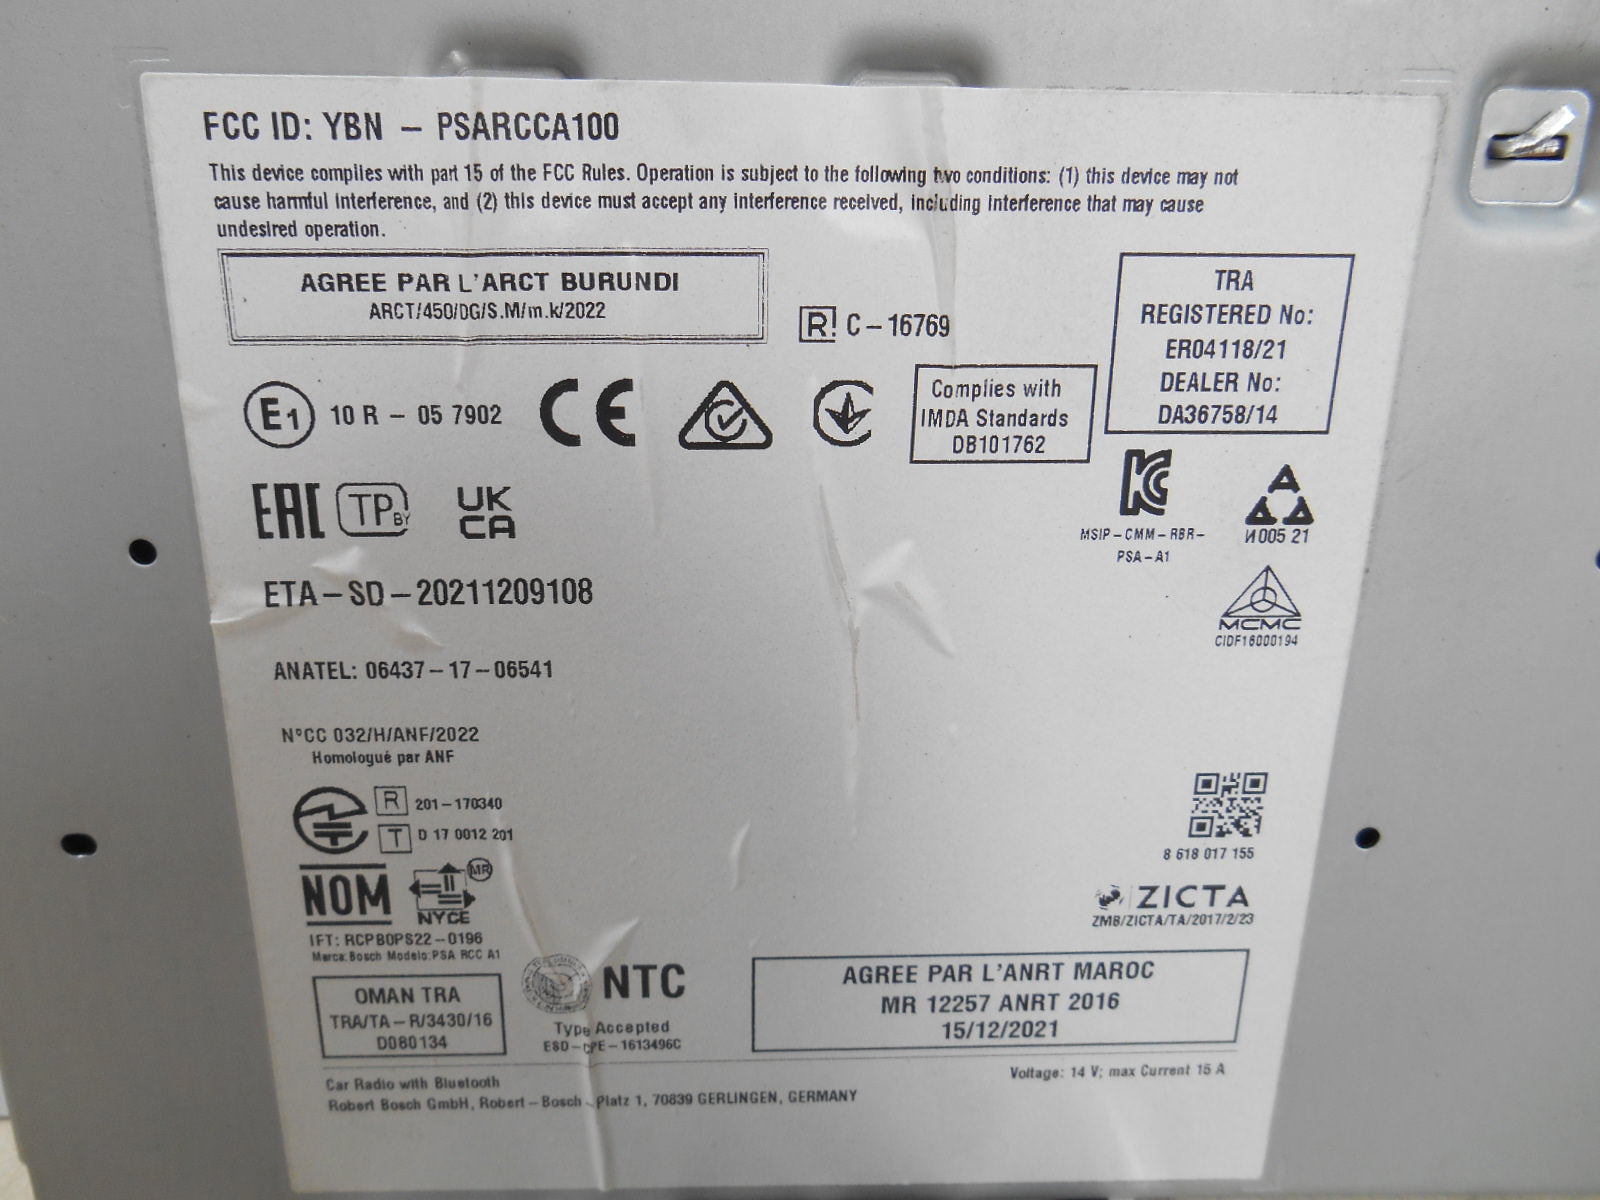 FCC ID: YBN – PSARCCA100
This device complies with part 15 of the FCC Rules. Operation is subject to the following two conditions: (1) this device may not
cause harmful interference, and (2) this device must accept any interference received, including interference that may cause
undesired operation.
AGREE PAR L'ARCT BURUNDI
ARCT/450/DG/S.M/m.k/2022
R! C – 16769
TRA
REGISTERED No:
ER04118/21
DEALER No:
DA36758/14
E1 10 R – 05 7902
CE
Complies with
IMDA Standards
DB101762
EAC
TP BY
UK
CA
KC
MSIP – CMM – RBR –
PSA – A1
И005 21
ETA – SD – 20211209108
MCMC
CIDF16000194
ANATEL: 06437 – 17 – 06541
N°CC 032/H/ANF/2022
Homologué par ANF
R 201 – 170340
T D 17 0012 201
8 618 017 155
NOM
MR
NYCE
ZICTA
ZMB/ZICTA/TA/2017/2/23
IFT: RCPBOPS22 – 0196
Marca: Bosch Modelo: PSA RCC A1
OMAN TRA
TRA/TA – R/3430/16
D080134
NTC
Type Accepted
ESD – CPE – 1613496C
AGREE PAR L'ANRT MAROC
MR 12257 ANRT 2016
15/12/2021
Voltage: 14 V; max Current 15 A
Car Radio with Bluetooth
Robert Bosch GmbH, Robert – Bosch – Platz 1, 70839 GERLINGEN, GERMANY